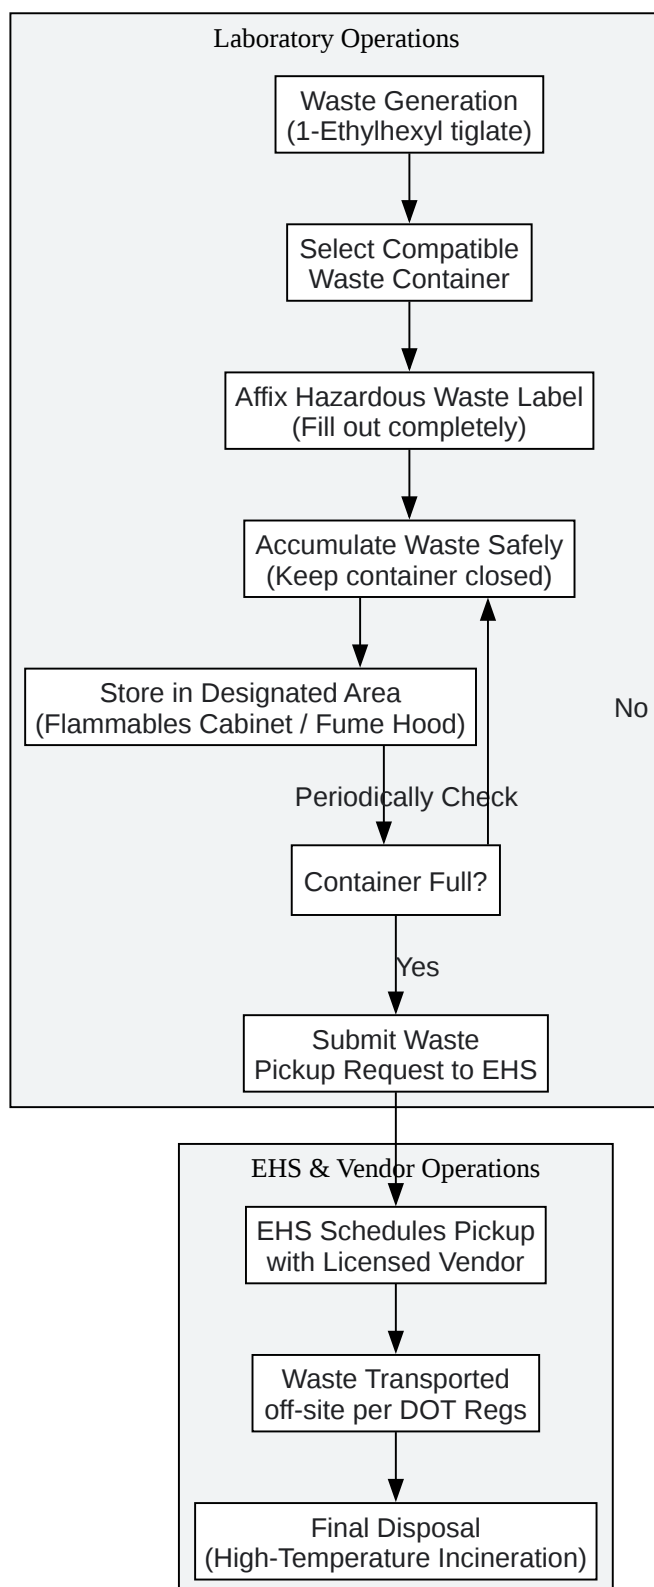 Laboratory Operations
Waste Generation
(1-Ethylhexyl tiglate)
Select Compatible
Waste Container
Affix Hazardous Waste Label
(Fill out completely)
Accumulate Waste Safely
(Keep container closed)
Store in Designated Area
(Flammables Cabinet / Fume Hood)
No
Periodically Check
Container Full?
Yes
Submit Waste
Pickup Request to EHS
EHS & Vendor Operations
EHS Schedules Pickup
with Licensed Vendor
Waste Transported
off-site per DOT Regs
Final Disposal
(High-Temperature Incineration)